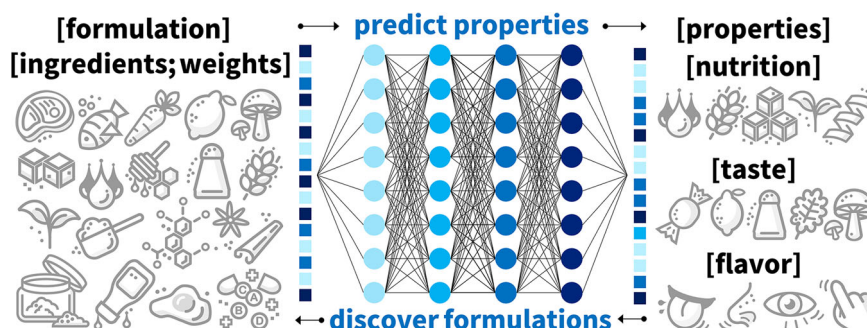 [formulation]
[ingredients; weights]
predict properties
discover formulations
[properties]
[nutrition]
[taste]
[flavor]
C A
B D